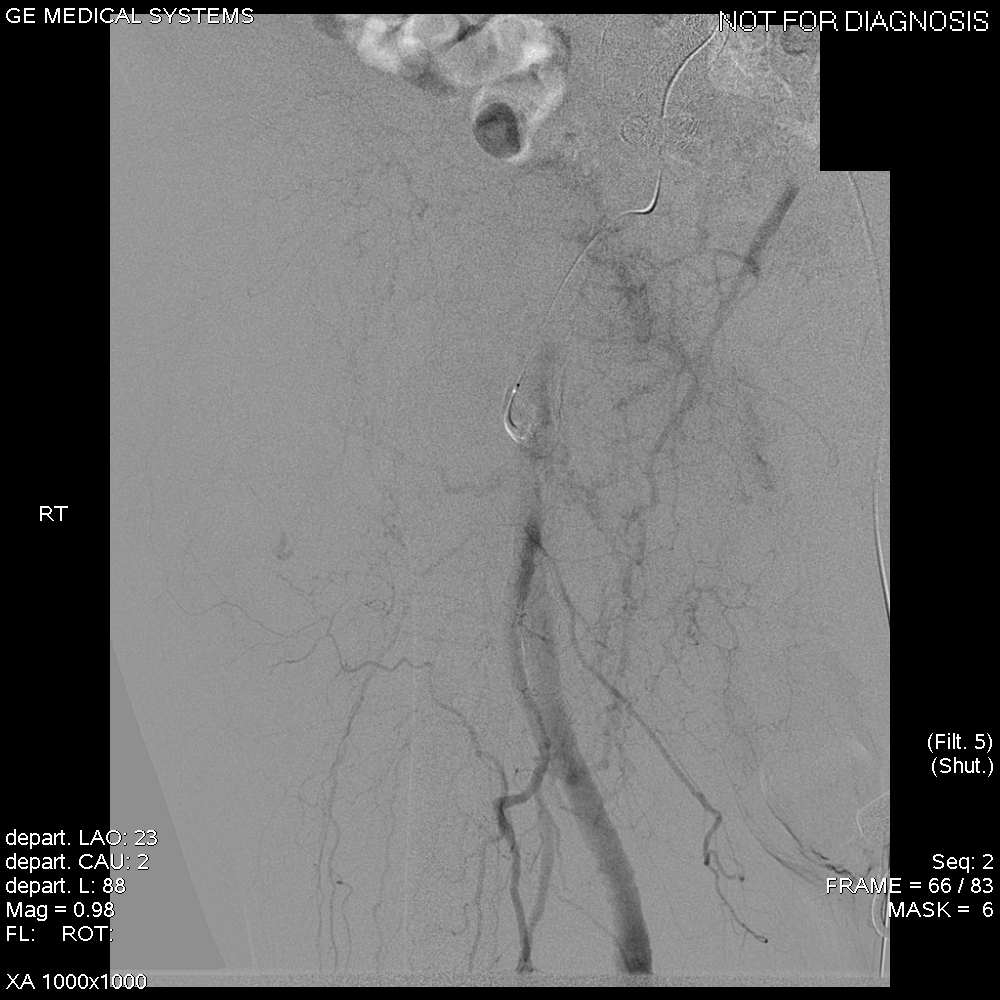 GE MEDICAL SYSTEMS
NOT FOR DIAGNOSIS
RT
(Filt. 5)
(Shut.)
depart. LAO: 23
depart. CAU: 2
depart. L: 88
Mag = 0.98
FL: ROT:
Seq: 2
FRAME = 66 / 83
MASK = 6
XA 1000x1000